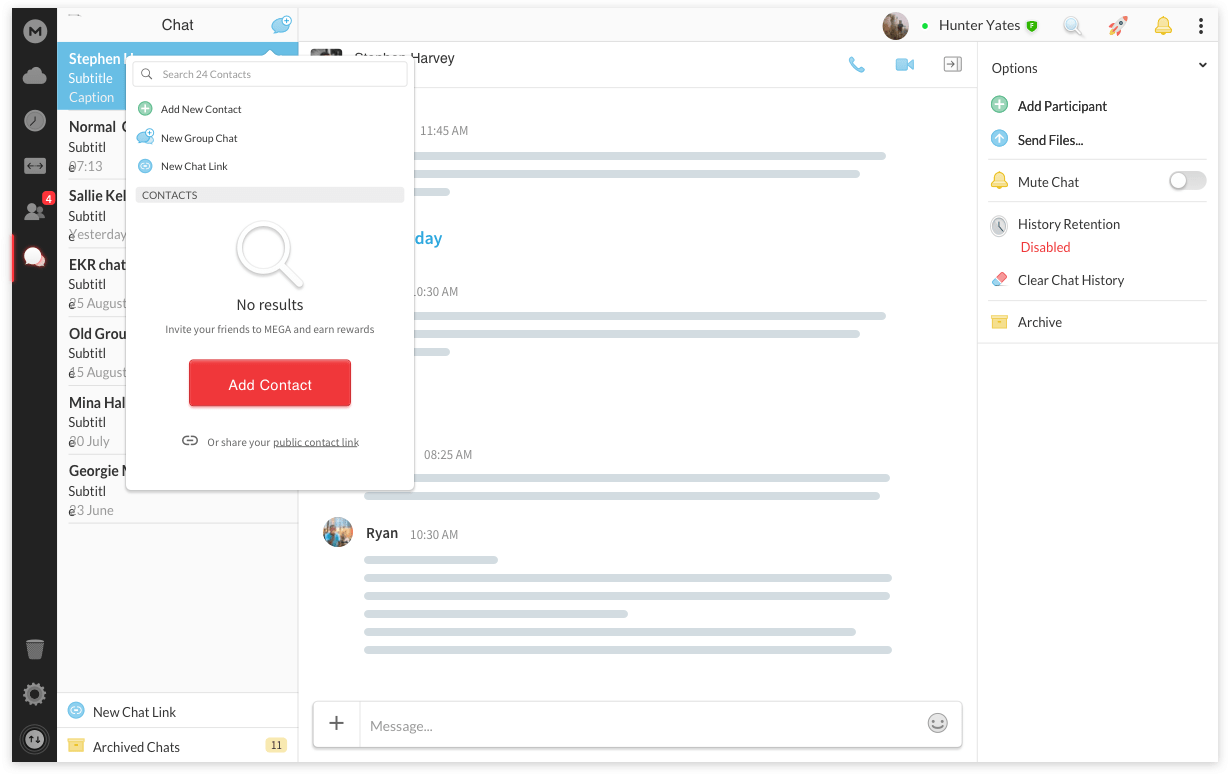 M
Chat
Hunter Yates
Stephen H
Subtitle
Caption
Normal C
Subtitl
e
07:13
4
Sallie Kel
Subtitl
e
Yesterday
EKR chat
Subtitl
e
25 August
Old Grou
Subtitl
e
15 August
Mina Hal
Subtitl
e
30 July
Georgie M
Subtitl
e
23 June
New Chat Link
Archived Chats
11
Search 24 Contacts
Add New Contact
New Group Chat
New Chat Link
CONTACTS
No results
Invite your friends to MEGA and earn rewards
Add Contact
Or share your public contact link
Stephen Harvey
11:45 AM
day
10:30 AM
08:25 AM
Ryan 10:30 AM
Message...
Options
Add Participant
Send Files...
Mute Chat
History Retention
Disabled
Clear Chat History
Archive